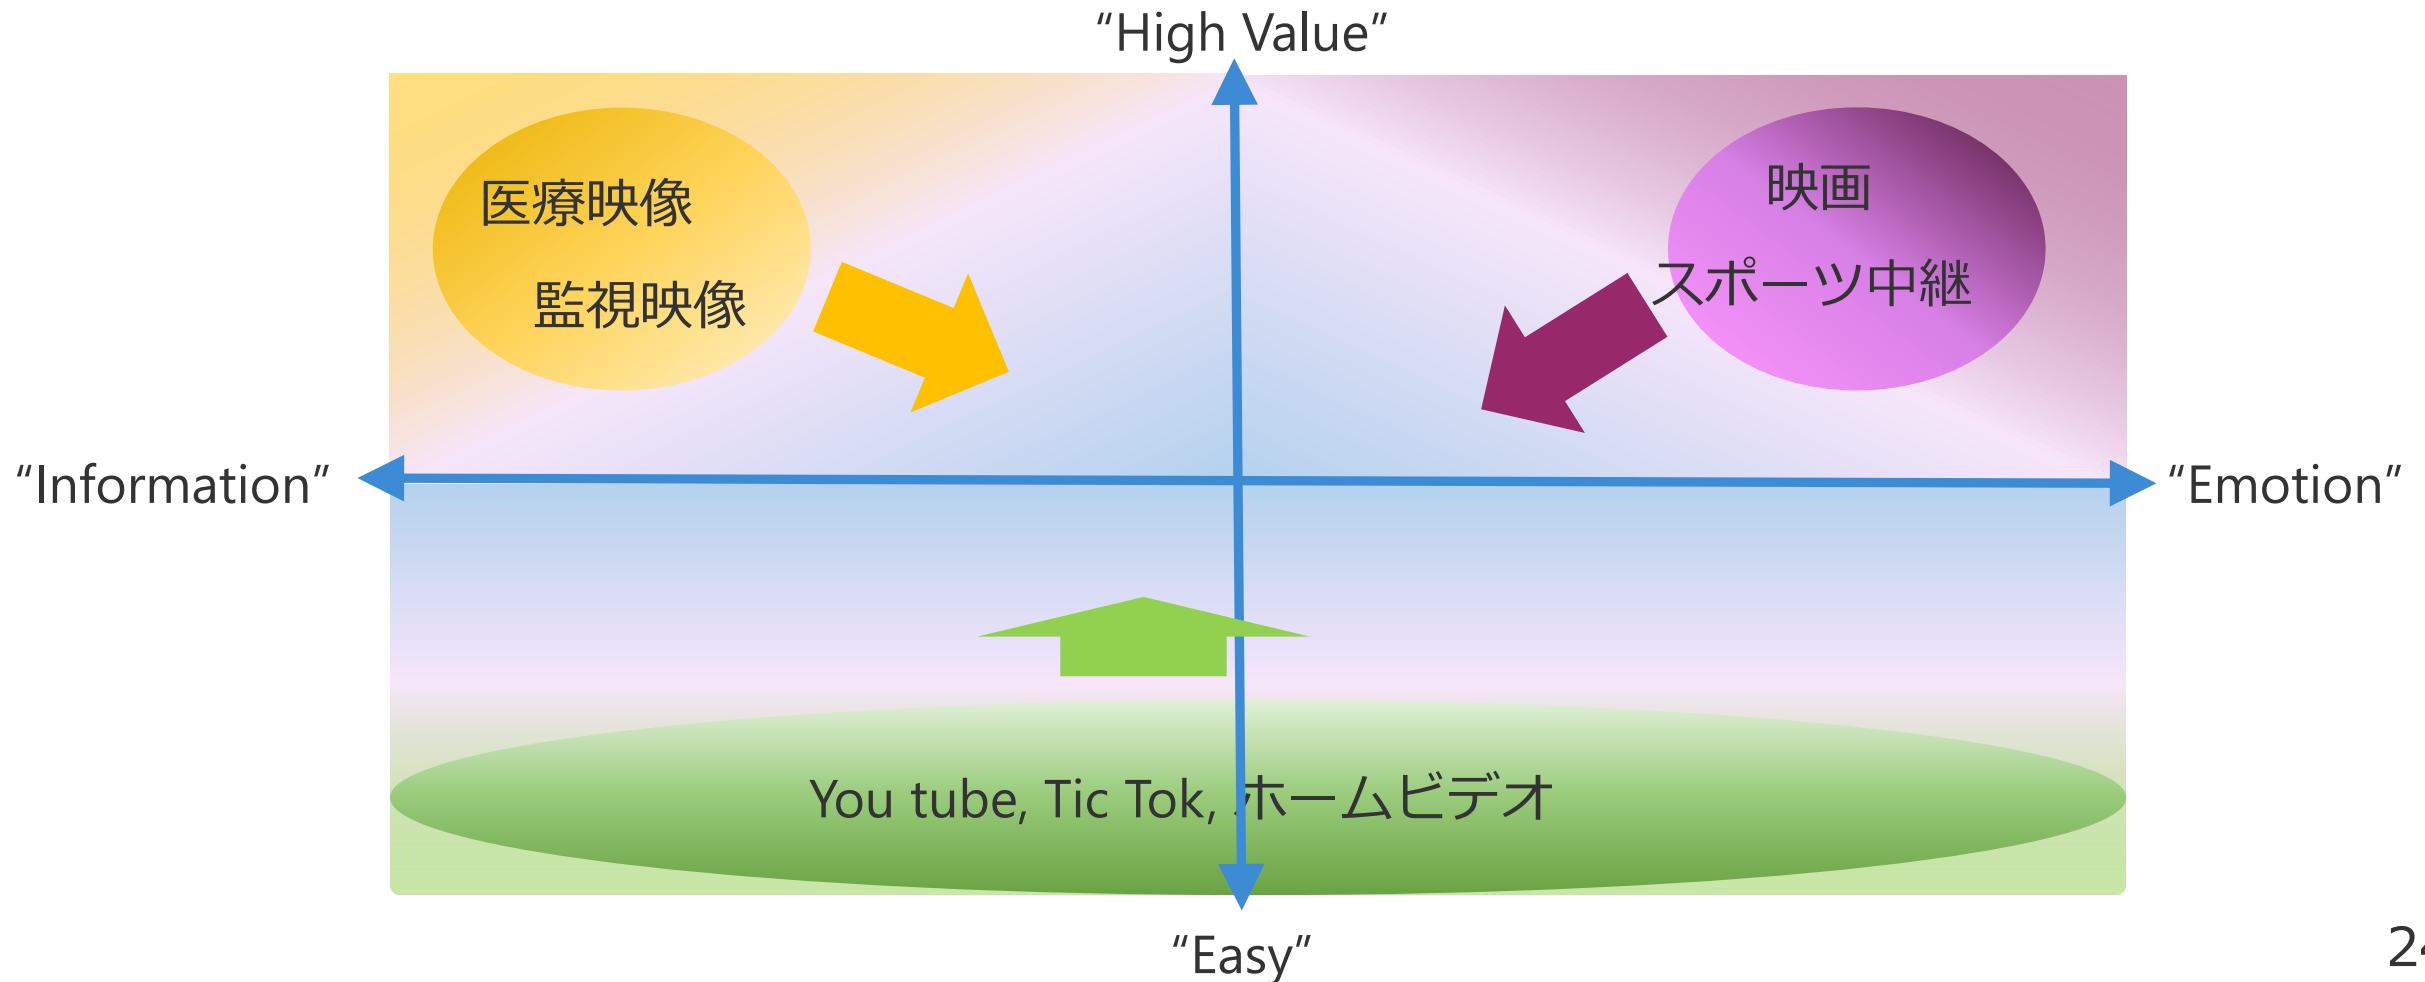 “High Value”
医療映像
監視映像
映画
スポーツ中継
“Information”
“Emotion”
You tube, Tic Tok, ホームビデオ
“Easy”